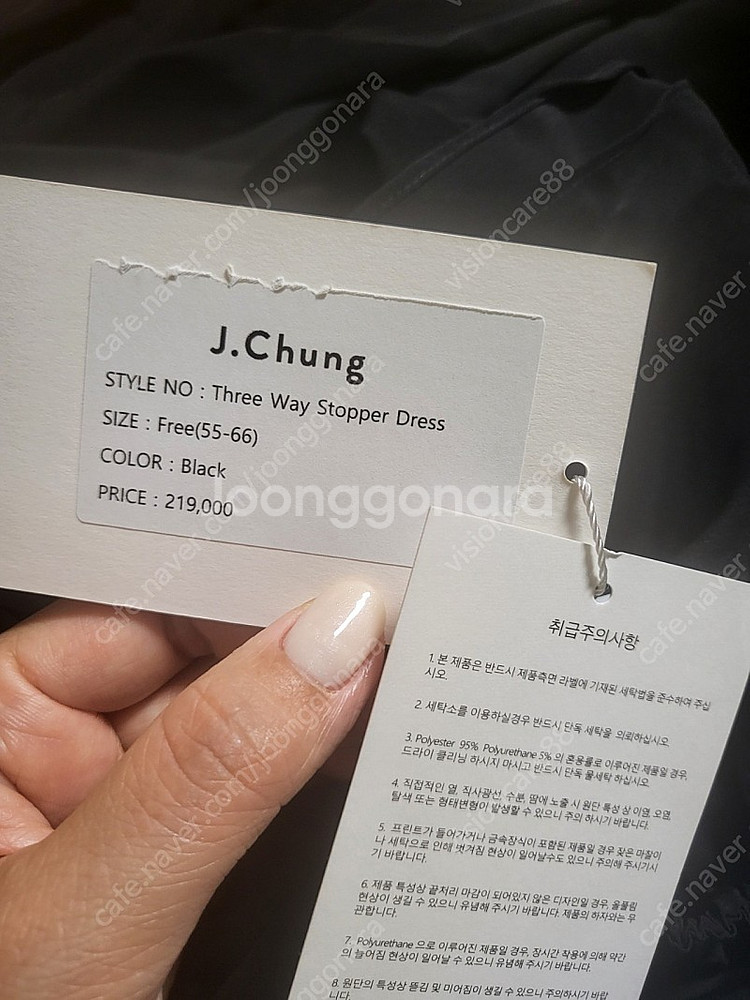 J.Chung
STYLE NO : Three Way Stopper Dress
SIZE : Free(55-66)
COLOR : Black
PRICE : 219,000
취급주의사항
1. 본 제품은 반드시 제품측면 라벨에 기재된 세탁법을 준수하여 주십
시오.
2. 세탁소를 이용하실경우 반드시 단독 세탁을 의뢰하십시오
3. Polyester 95% Polyurethane 5% 의 혼용률로 이루어진 제품일 경우,
드라이 클리닝 하시지 마시고 반드시 단독 물세탁 하십시오.
4. 직접적인 열, 직사광선, 수분, 땀에 노출 시 원단 특성 상 이염, 오염,
탈색 또는 형태변형이 발생할 수 있으니 주의 하시기 바랍니다.
5. 프린트가 들어가거나 금속장식이 포함된 제품일 경우 잦은 마찰이
나 세탁으로 인해 벗겨짐 현상이 일어날수도 있으니 주의해 주시기시
기 바랍니다.
6. 제품 특성상 끝처리 마감이 되어있지 않은 디자인일 경우, 올풀림
현상이 생길 수 있으니 유념해 주시기 바랍니다. 제품의 하자와는 무
관합니다.
7. Polyurethane 으로 이루어진 제품일 경우, 장시간 착용에 의해 약간
의 늘어짐 현상이 일어날 수 있으니 유념해 주시기 바랍니다.
8. 원단의 특성상 뜯김 및 미어짐이 생길 수 있으니 주의하시기 바랍
니다.
joonggonara
cafe.naver.com/joonggonara
visioncare88
cafe.naver